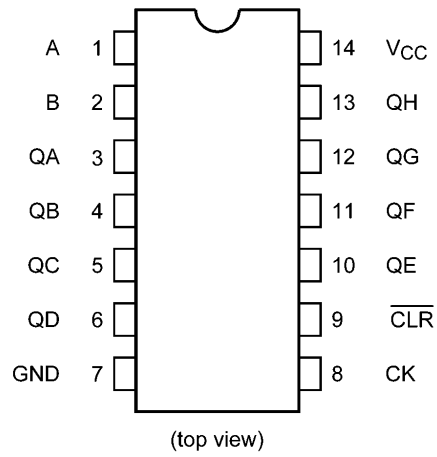 A 1 14 VCC
B 2 13 QH
QA 3 12 QG
QB 4 11 QF
QC 5 10 QE
QD 6 9 C̅L̅R̅
GND 7 8 CK
(top view)